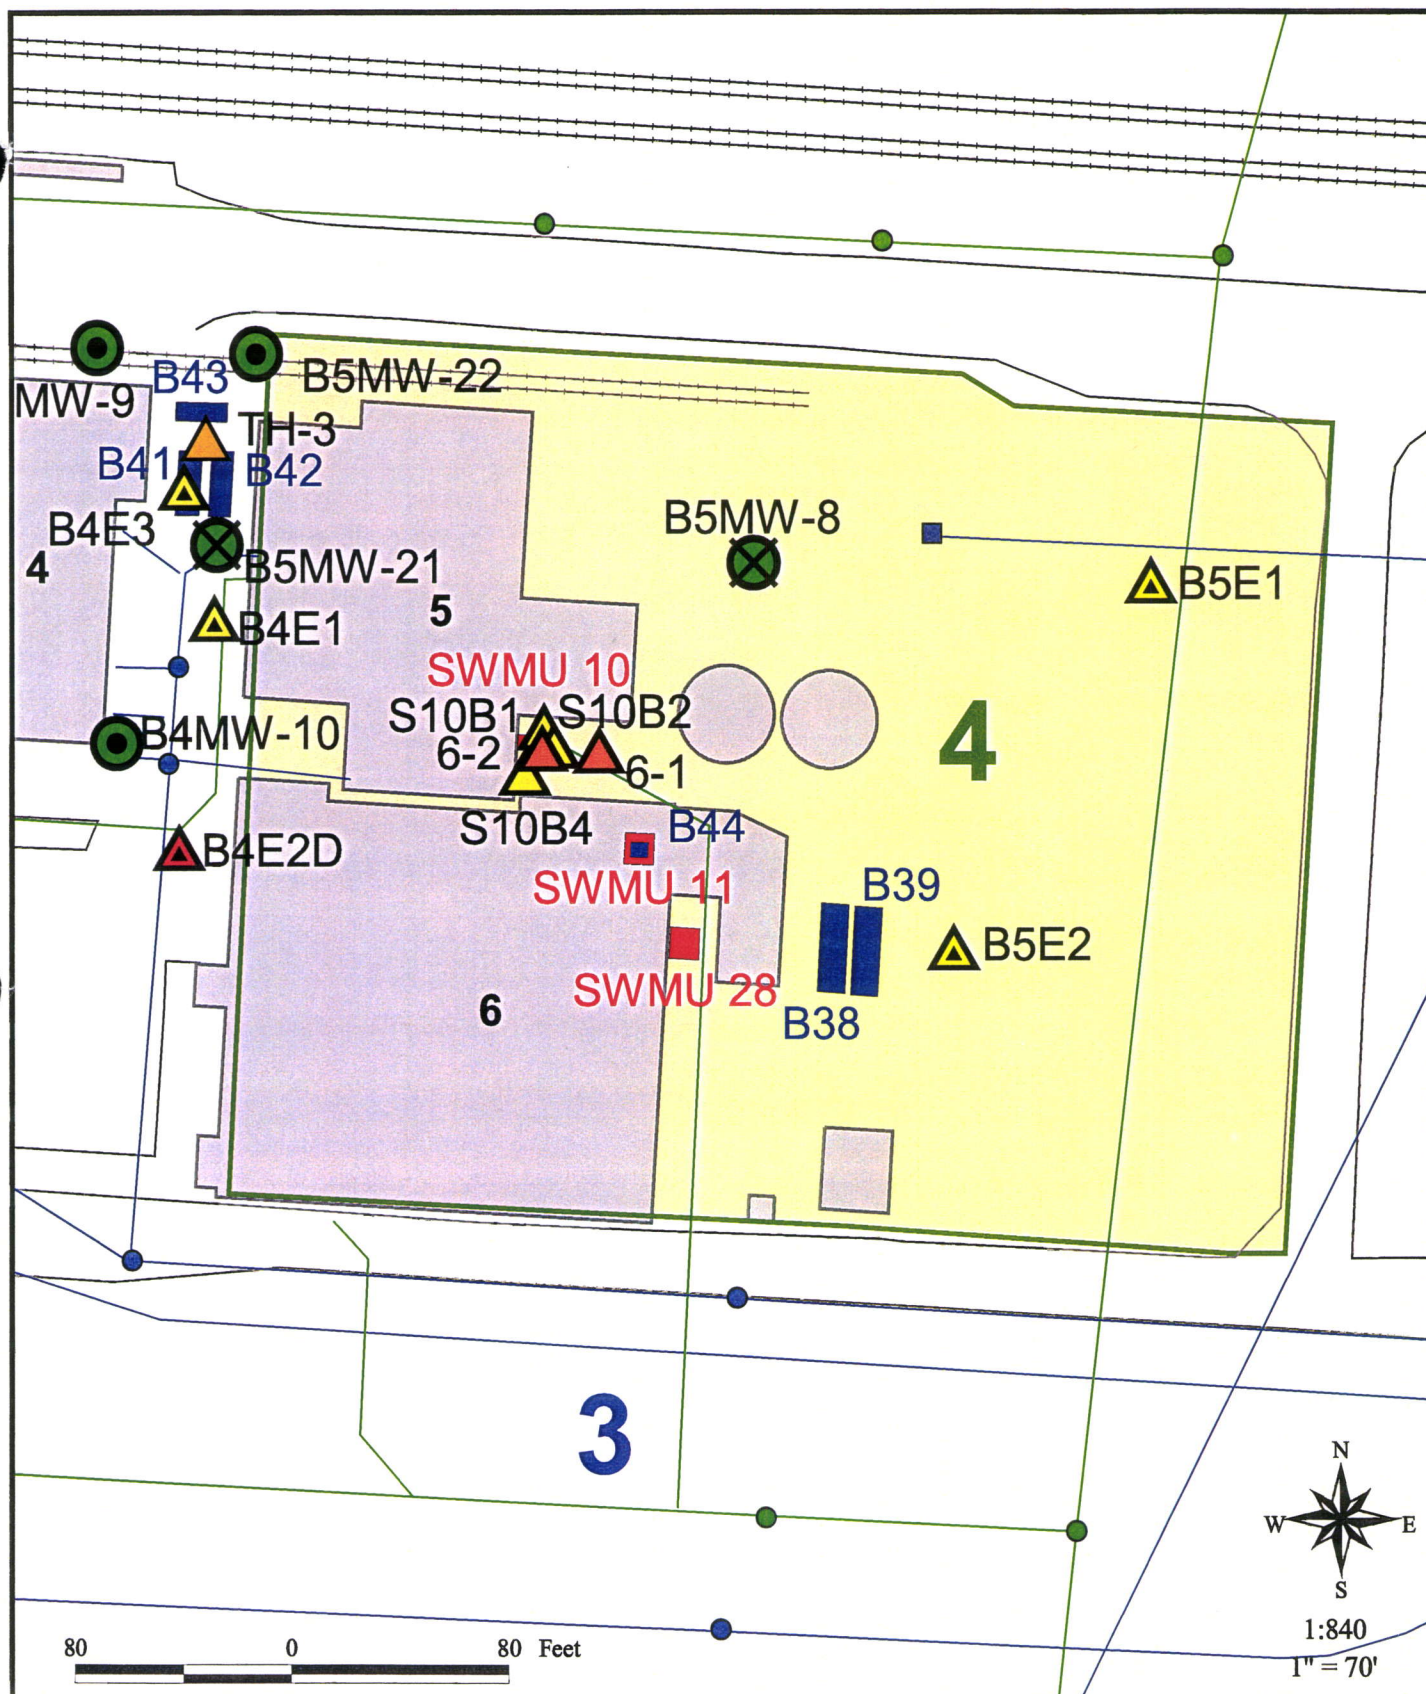 B43
B5MW-22
MW-9
TH-3
B41
B42
B4E3
B5MW-8
4
B5MW-21
B5E1
5
B4E1
SWMU 10
S10B1
S10B2
B4MW-10
6-2
6-1
4
S10B4
B44
B4E2D
SWMU 11
B39
B5E2
SWMU 28
6
B38
3
N
W
E
S
1:840
80 0 80 Feet
1" = 70'